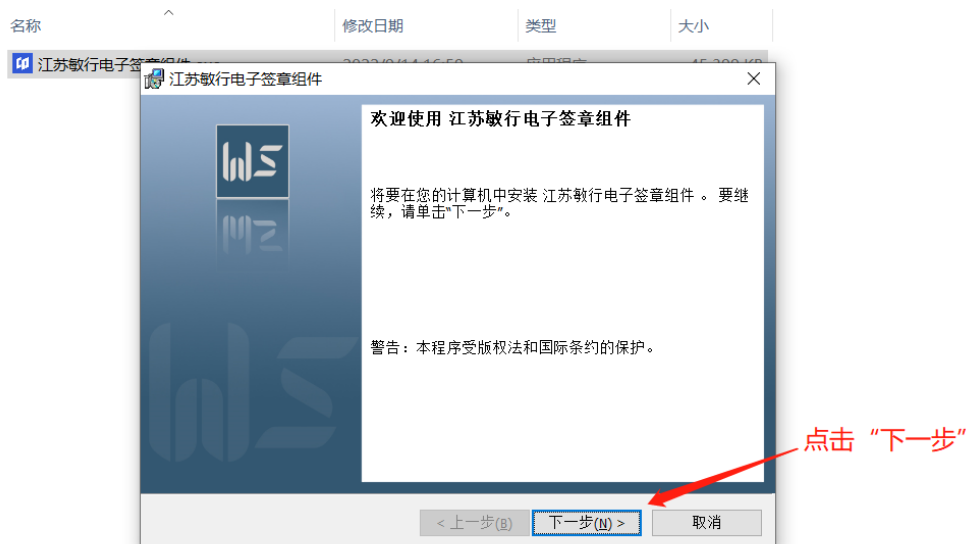 名称 修改日期 类型 大小
江苏敏行电子签章组件.exe
江苏敏行电子签章组件
WS
欢迎使用 江苏敏行电子签章组件
将要在您的计算机中安装 江苏敏行电子签章组件 。 要继
续，请单击“下一步”。
警告：本程序受版权法和国际条约的保护。
点击“下一步”
< 上一步(B) 下一步(N) > 取消